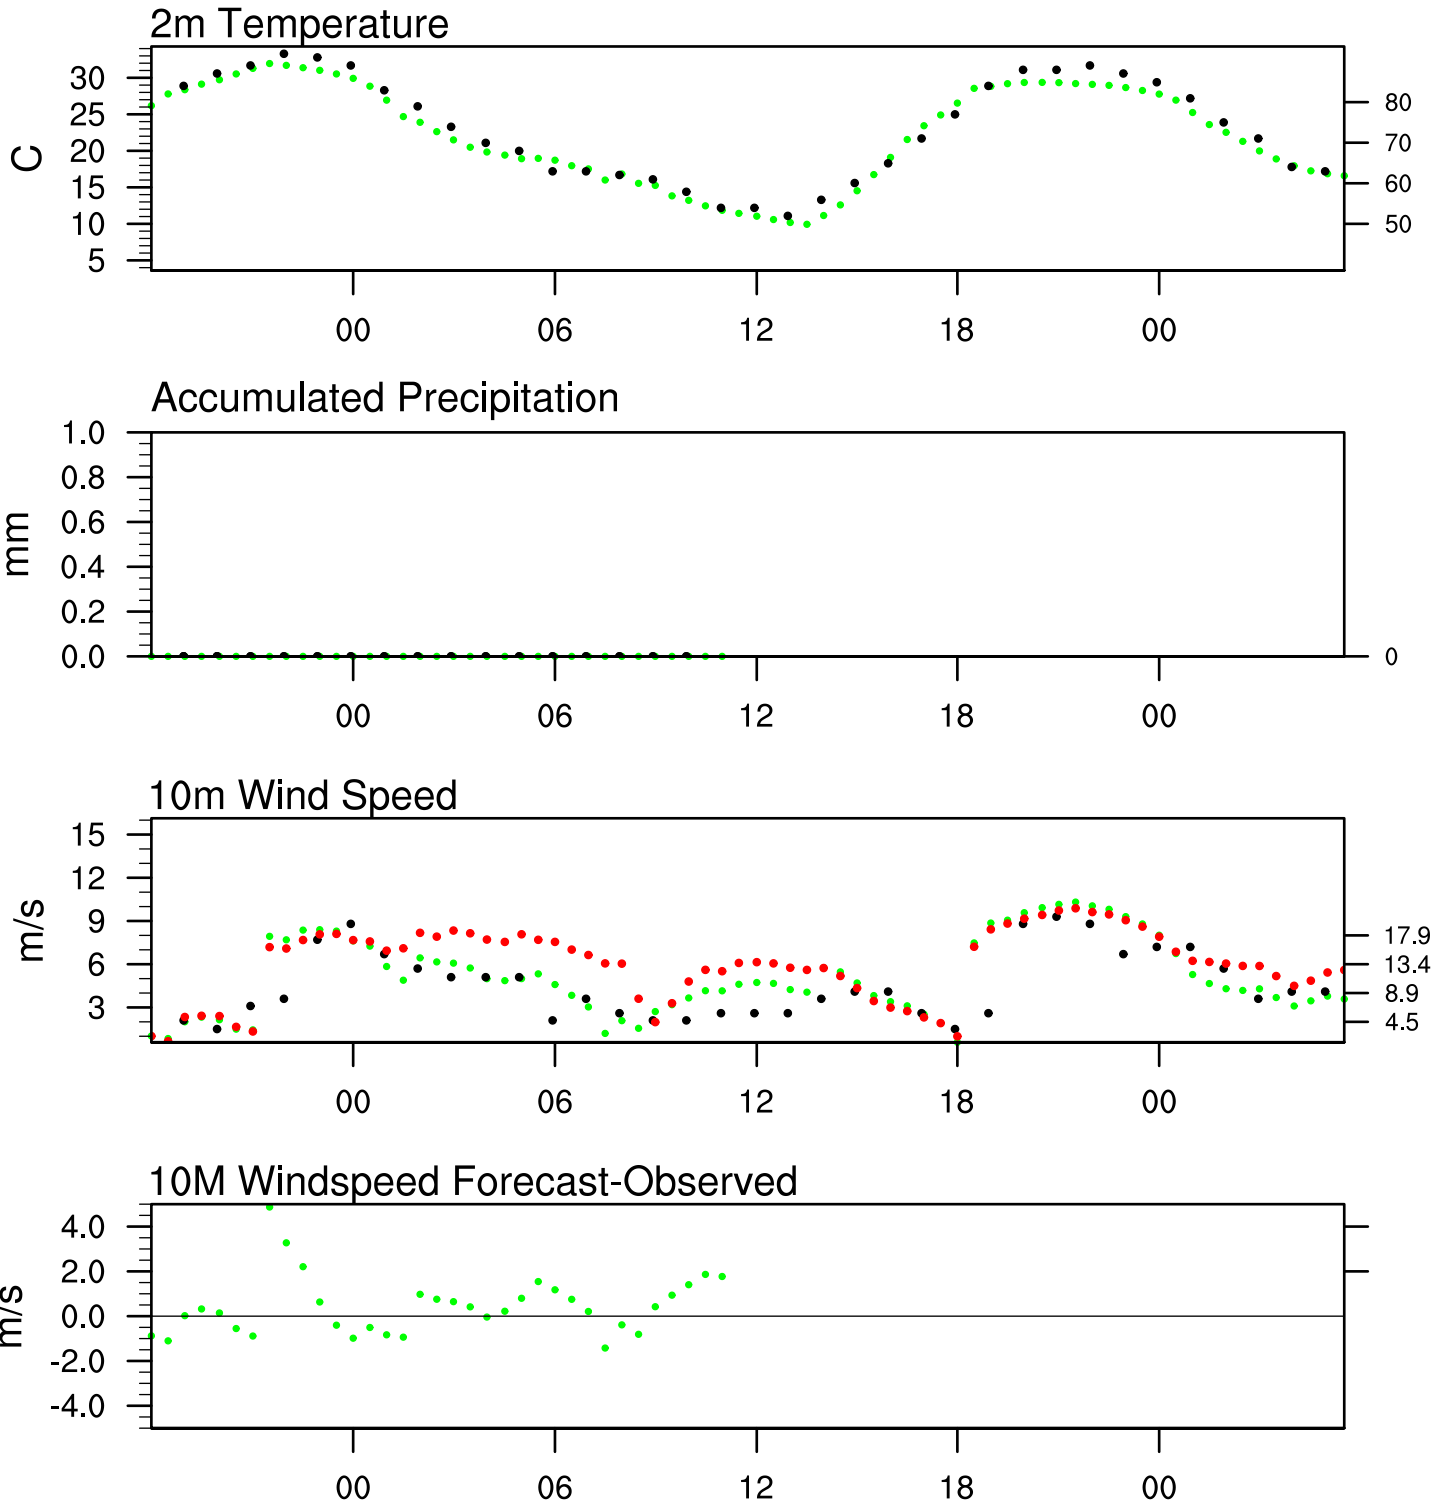 2m Temperature
C
30
25
20
15
10
5
80
70
60
50
00 06 12 18 00
Accumulated Precipitation
mm
1.0
0.8
0.6
0.4
0.2
0.0
0
00 06 12 18 00
10m Wind Speed
m/s
15
12
9
6
3
17.9
13.4
8.9
4.5
00 06 12 18 00
10M Windspeed Forecast-Observed
m/s
4.0
2.0
0.0
-2.0
-4.0
00 06 12 18 00